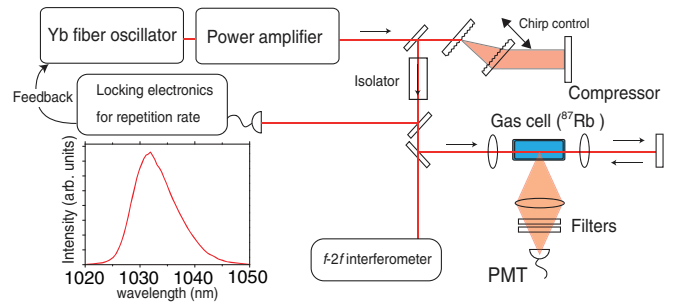 Yb fiber oscillator
Power amplifier
Chirp control
Isolator
Feedback
Locking electronics
for repetition rate
Compressor
Gas cell (⁸⁷Rb )
Intensity (arb. units)
1020 1030 1040 1050
wavelength (nm)
f-2f interferometer
Filters
PMT